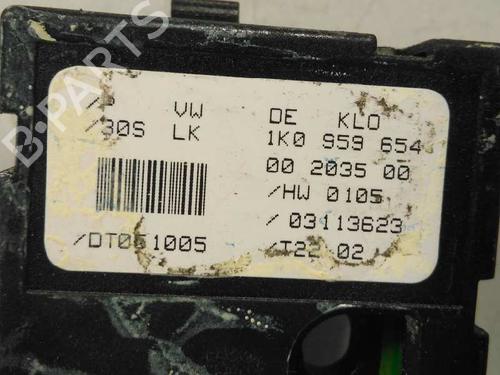 B-PARTS
/P VW DE KLO
/30S LK 1K0 959 654
00 2035 00
/HW 0105
/03113623
/DT051005 /T22 02